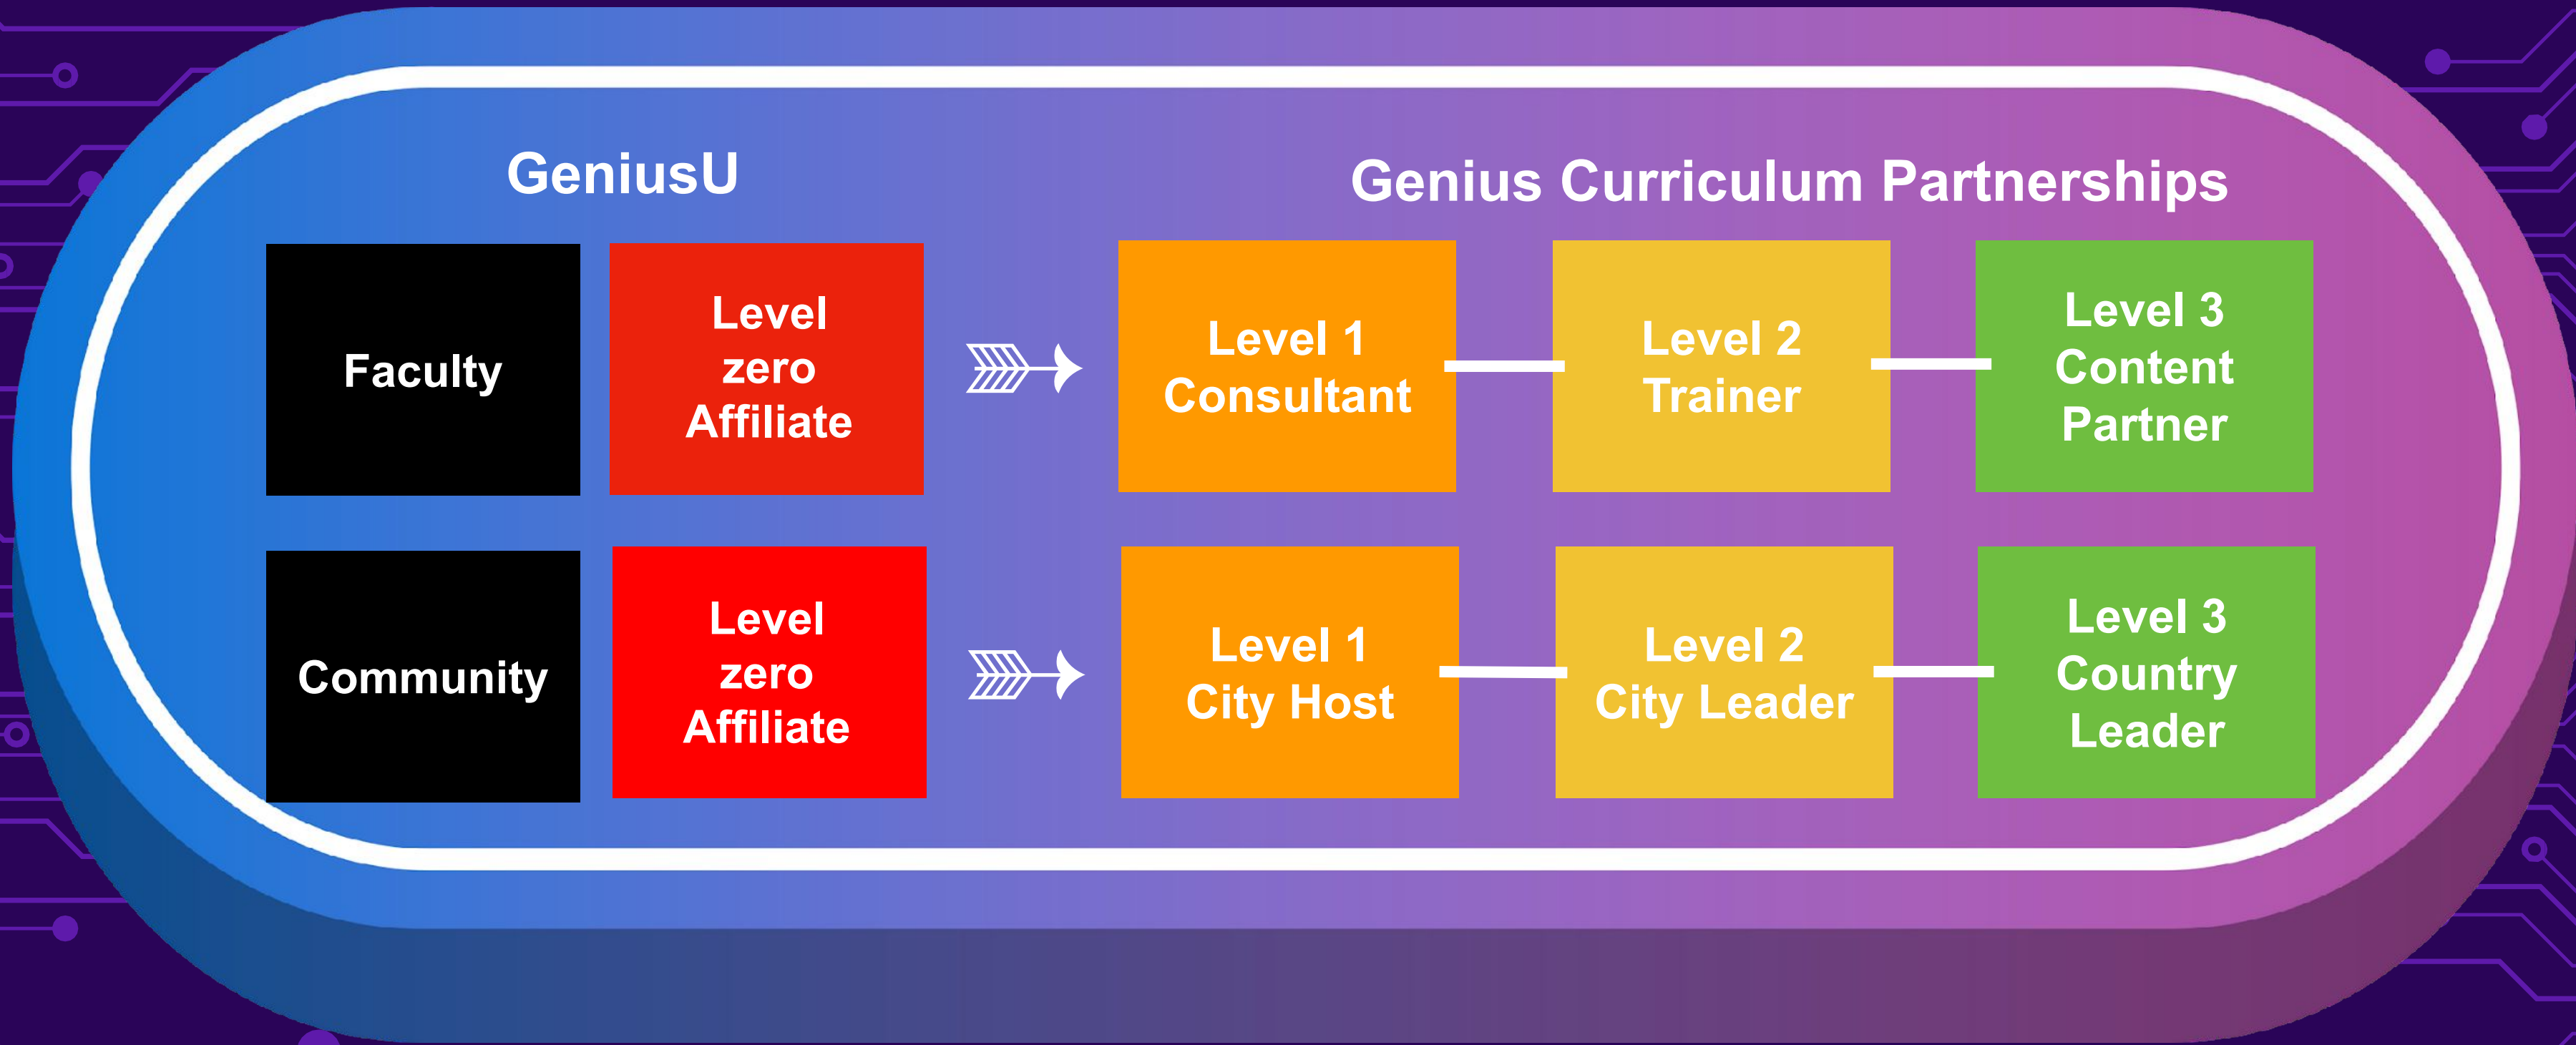 GeniusU
Genius Curriculum Partnerships
Faculty
Level
zero
Affiliate
Level 1
Consultant
Level 2
Trainer
Level 3
Content
Partner
Community
Level
zero
Affiliate
Level 1
City Host
Level 2
City Leader
Level 3
Country
Leader